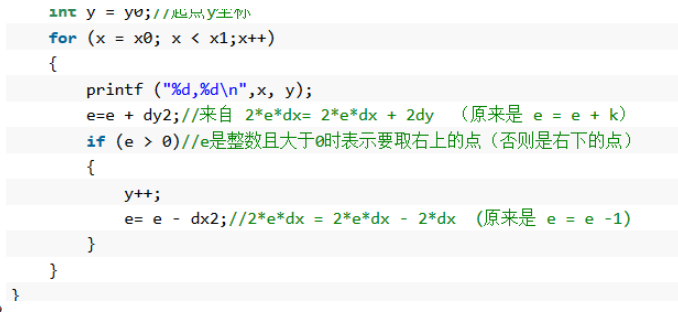 int y = y0;//起点y坐标
for (x = x0; x < x1;x++)
{
printf ("%d,%d\n",x, y);
e=e + dy2;//来自 2*e*dx= 2*e*dx + 2dy （原来是 e = e + k）
if (e > 0)//e是整数且大于0时表示要取右上的点（否则是右下的点）
{
y++;
e= e - dx2;//2*e*dx = 2*e*dx - 2*dx （原来是 e = e -1)
}
}
}